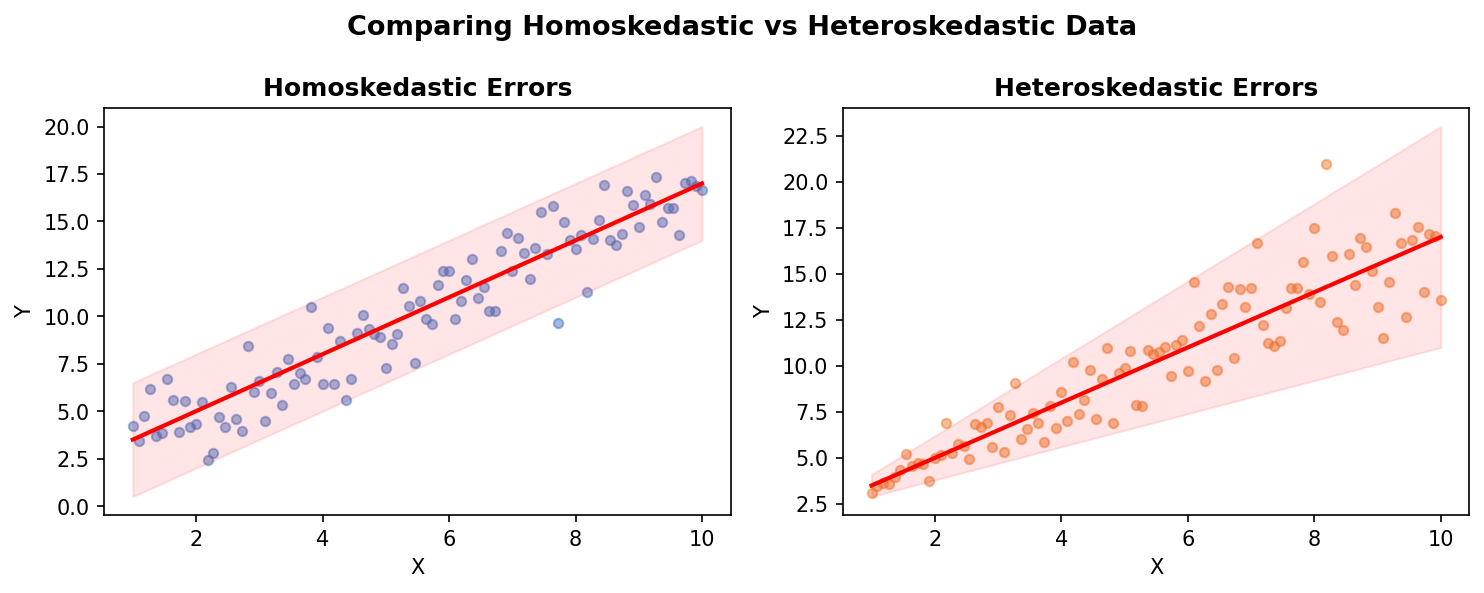 Comparing Homoskedastic vs Heteroskedastic Data
Homoskedastic Errors
20.0
17.5
15.0
12.5
10.0
7.5
5.0
2.5
0.0
Y
2 4 6 8 10
X
Heteroskedastic Errors
22.5
20.0
17.5
15.0
12.5
10.0
7.5
5.0
2.5
Y
2 4 6 8 10
X